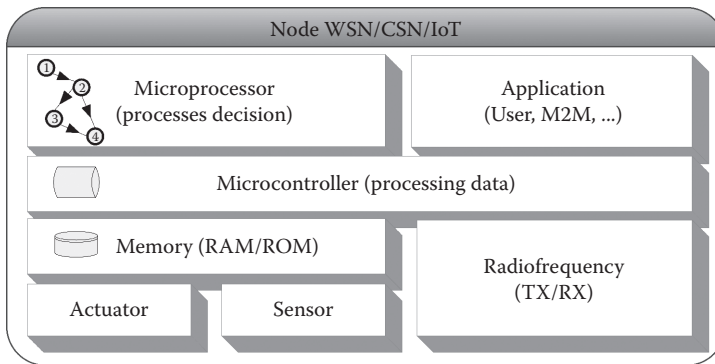 Node WSN/CSN/IoT
1
2
3
4
Microprocessor
(processes decision)
Application
(User, M2M, ...)
Microcontroller (processing data)
Memory (RAM/ROM)
Radiofrequency
(TX/RX)
Actuator
Sensor